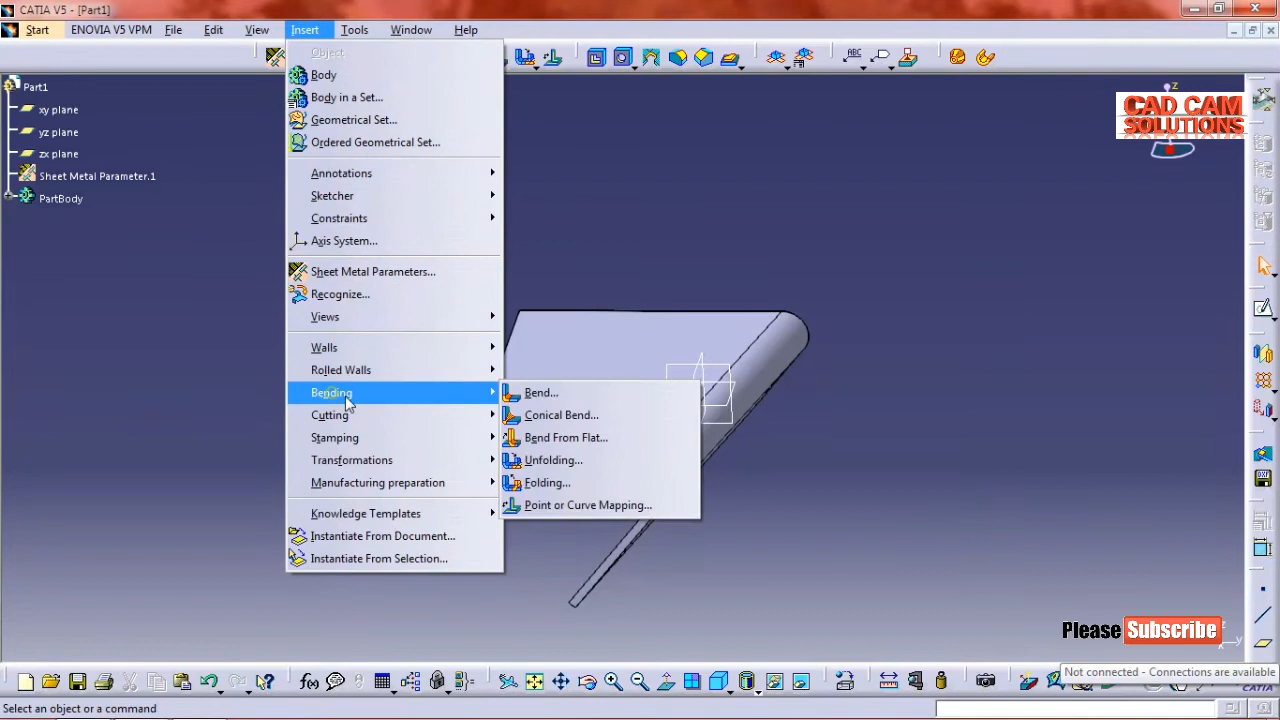 CATIA V5 - [Part1]
Start ENOVIA V5 VPM File Edit View Insert Tools Window Help
Object
Body
Body in a Set...
Geometrical Set...
Ordered Geometrical Set...
Annotations
Sketcher
Constraints
Axis System...
Sheet Metal Parameters...
Recognize...
Views
Walls
Rolled Walls
Bending
Cutting
Stamping
Transformations
Manufacturing preparation
Knowledge Templates
Instantiate From Document...
Instantiate From Selection...
Bend...
Conical Bend...
Bend From Flat...
Unfolding...
Folding...
Point or Curve Mapping...
Part1
xy plane
yz plane
zx plane
Sheet Metal Parameter.1
PartBody
ABC
z
CAD CAM
SOLUTIONS
Please Subscribe
z
y
x
Not connected - Connections are available
f(x)
CATIA
Select an object or a command